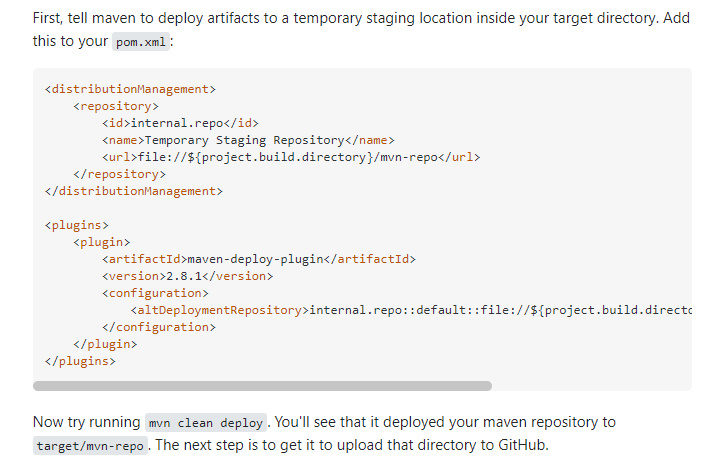 First, tell maven to deploy artifacts to a temporary staging location inside your target directory. Add
this to your pom.xml:
<distributionManagement>
    <repository>
        <id>internal.repo</id>
        <name>Temporary Staging Repository</name>
        <url>file://${project.build.directory}/mvn-repo</url>
    </repository>
</distributionManagement>

<plugins>
    <plugin>
        <artifactId>maven-deploy-plugin</artifactId>
        <version>2.8.1</version>
        <configuration>
            <altDeploymentRepository>internal.repo::default::file://${project.build.directo
        </configuration>
    </plugin>
</plugins>
Now try running mvn clean deploy. You'll see that it deployed your maven repository to
target/mvn-repo. The next step is to get it to upload that directory to GitHub.